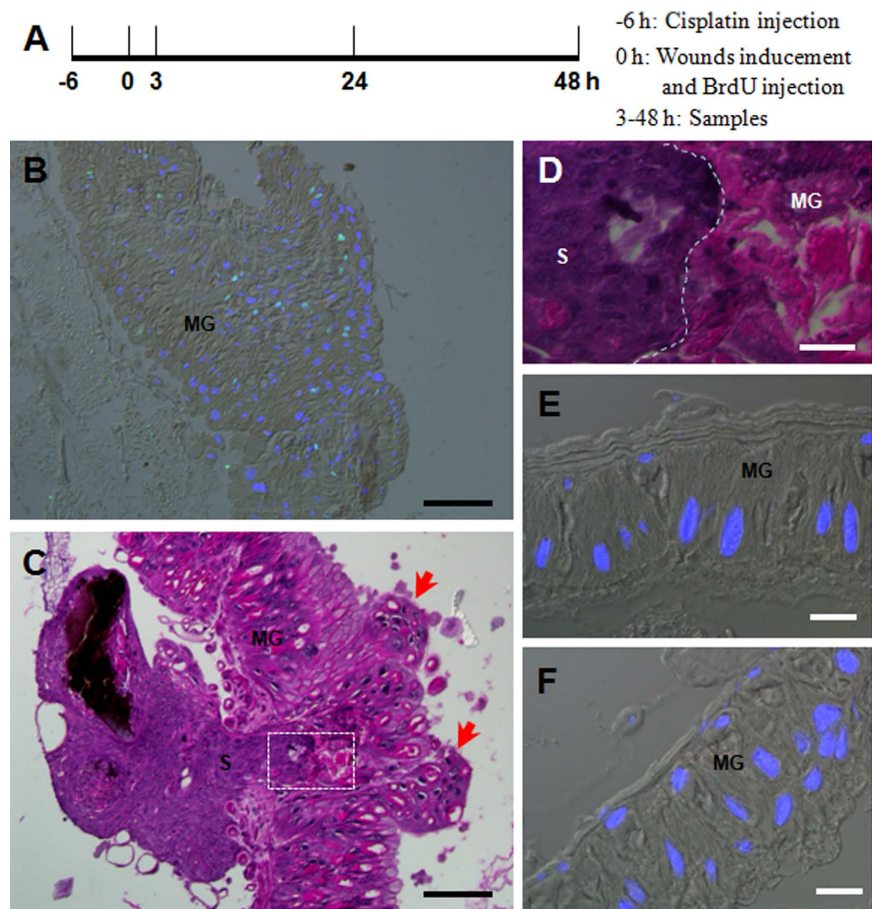 A
-6 0 3 24 48 h
-6 h: Cisplatin injection
0 h: Wounds inducement
and BrdU injection
3-48 h: Samples
B
MG
C
MG
S
D
MG
S
E
MG
F
MG